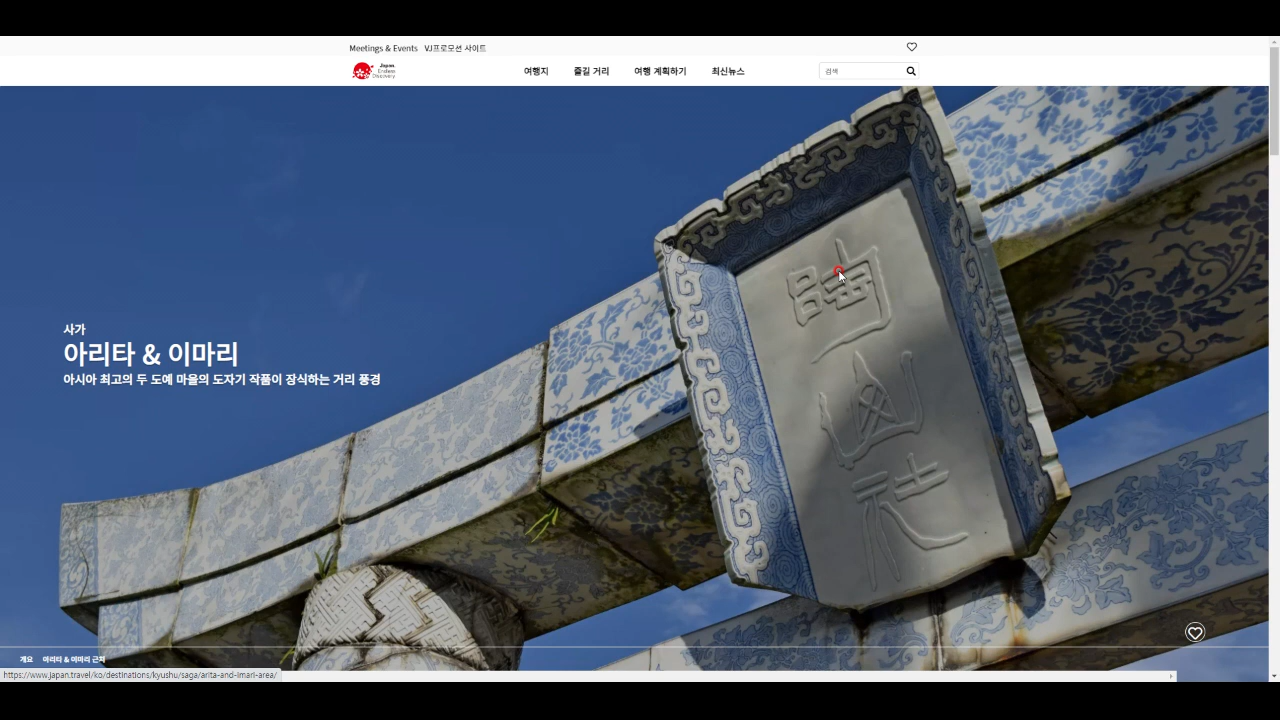 Meetings & Events VJ프로모션 사이트
Japan.
Endless
Discovery.
여행지 즐길 거리 여행 계획하기 최신뉴스
검색
陶山社
사가
아리타 & 이마리
아시아 최고의 두 도예 마을의 도자기 작품이 장식하는 거리 풍경
개요 아리타 & 이마리 근처
https://www.japan.travel/ko/destinations/kyushu/saga/arita-and-imari-area/